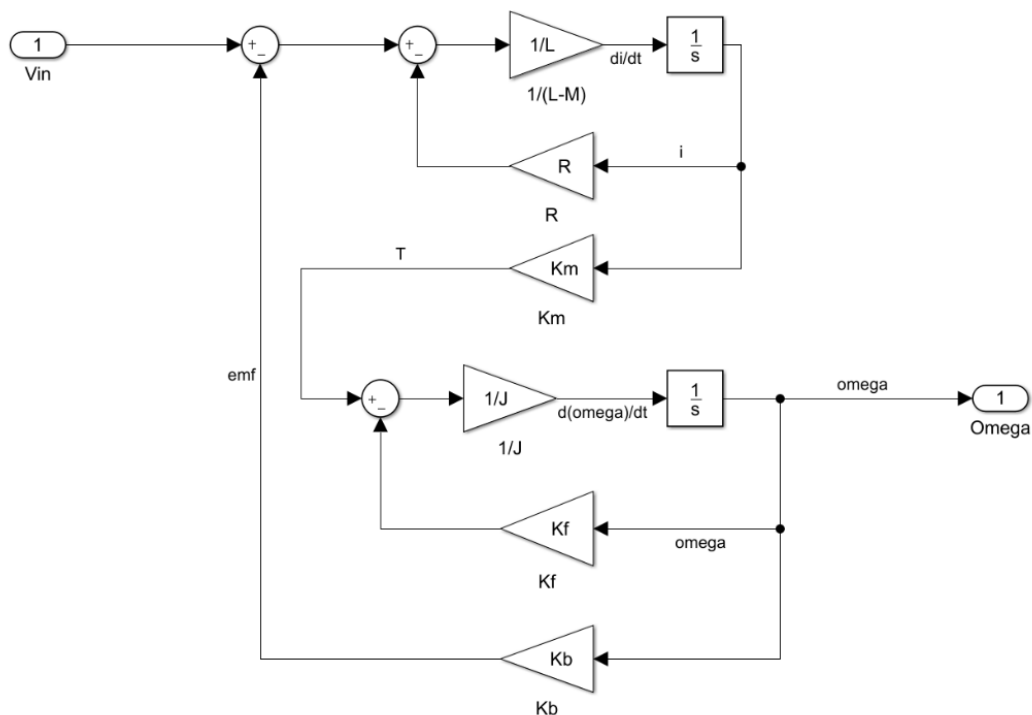 1
Vin
+
−
+
−
1/L
1/(L-M)
di/dt
1
s
R
R
i
T
Km
Km
emf
+
−
1/J
1/J
d(omega)/dt
1
s
omega
1
Omega
Kf
Kf
omega
Kb
Kb